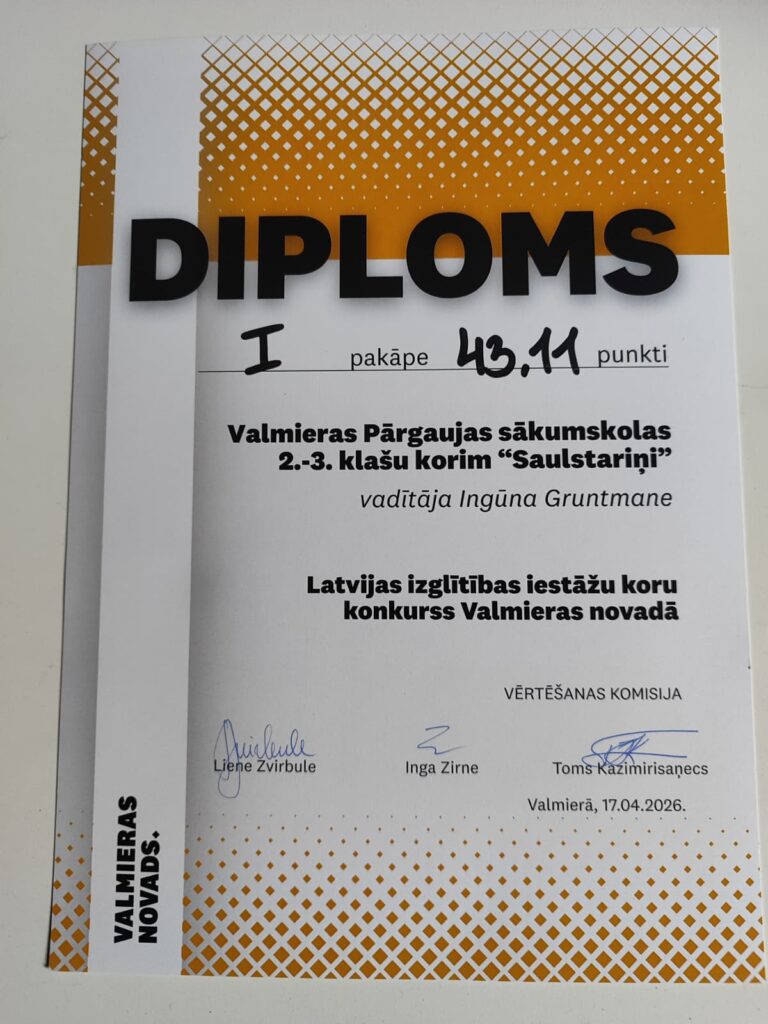 DIPLOMS
I pakāpe 43,11 punkti
Valmieras Pārgaujas sākumskolas
2.-3. klašu korim “Saulstariņi”
vadītāja Ingūna Gruntmane
Latvijas izglītības iestāžu koru
konkurss Valmieras novadā
VĒRTĒŠANAS KOMISIJA
Liene Zvirbule Inga Zirne Toms Kazimirisaņecs
Valmierā, 17.04.2026.
VALMIERAS
NOVADS.